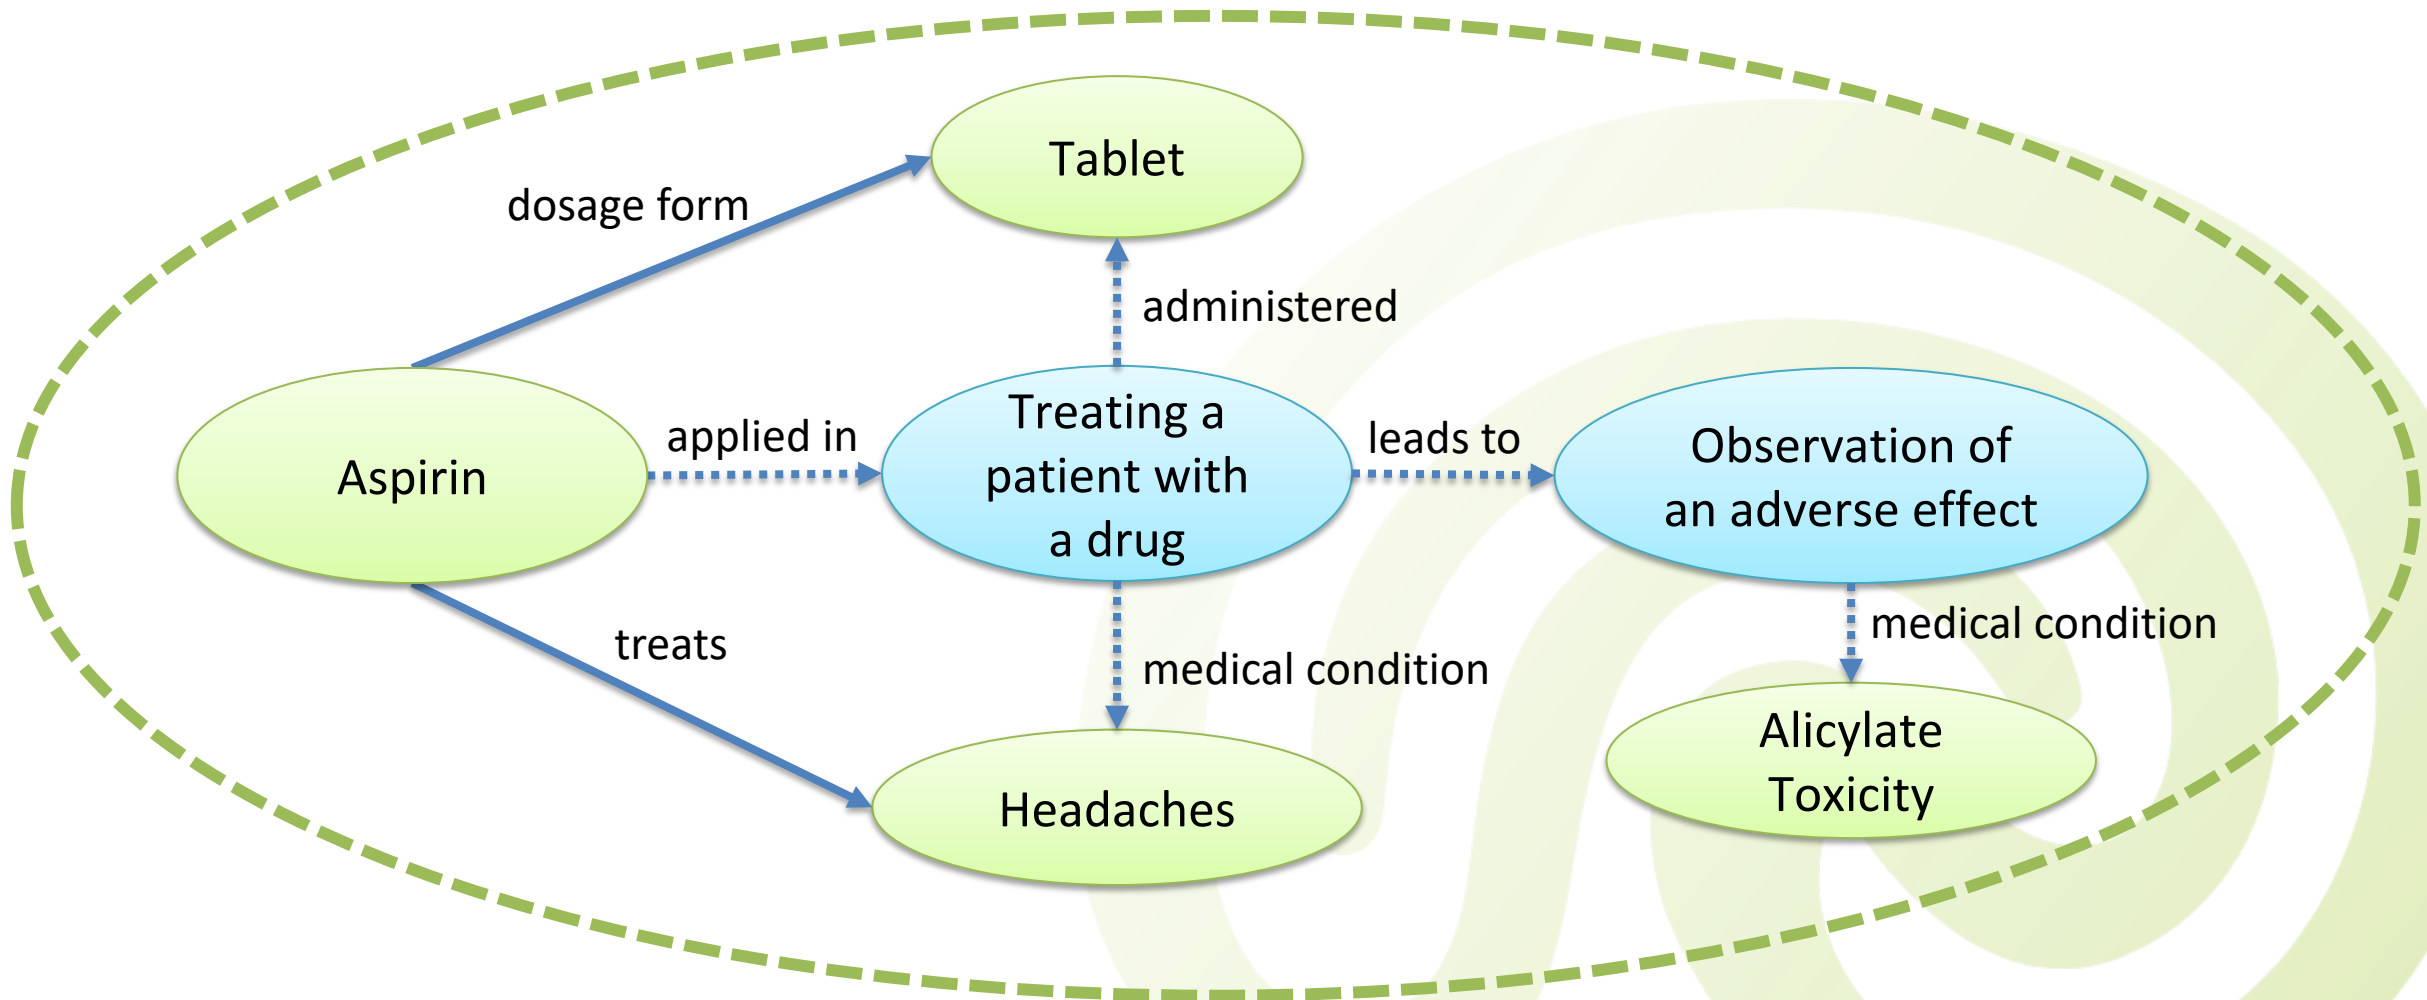 Tablet
dosage form
administered
Aspirin
applied in
Treating a
patient with
a drug
leads to
Observation of
an adverse effect
treats
medical condition
medical condition
Headaches
Alicylate
Toxicity